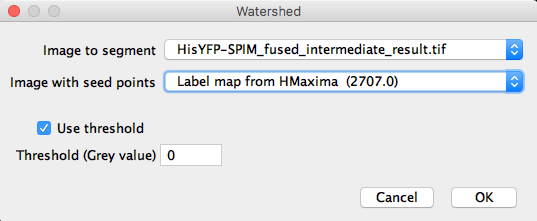 Watershed
Image to segment HisYFP-SPIM_fused_intermediate_result.tif
Image with seed points Label map from HMaxima (2707.0)
Use threshold
Threshold (Grey value) 0
Cancel OK